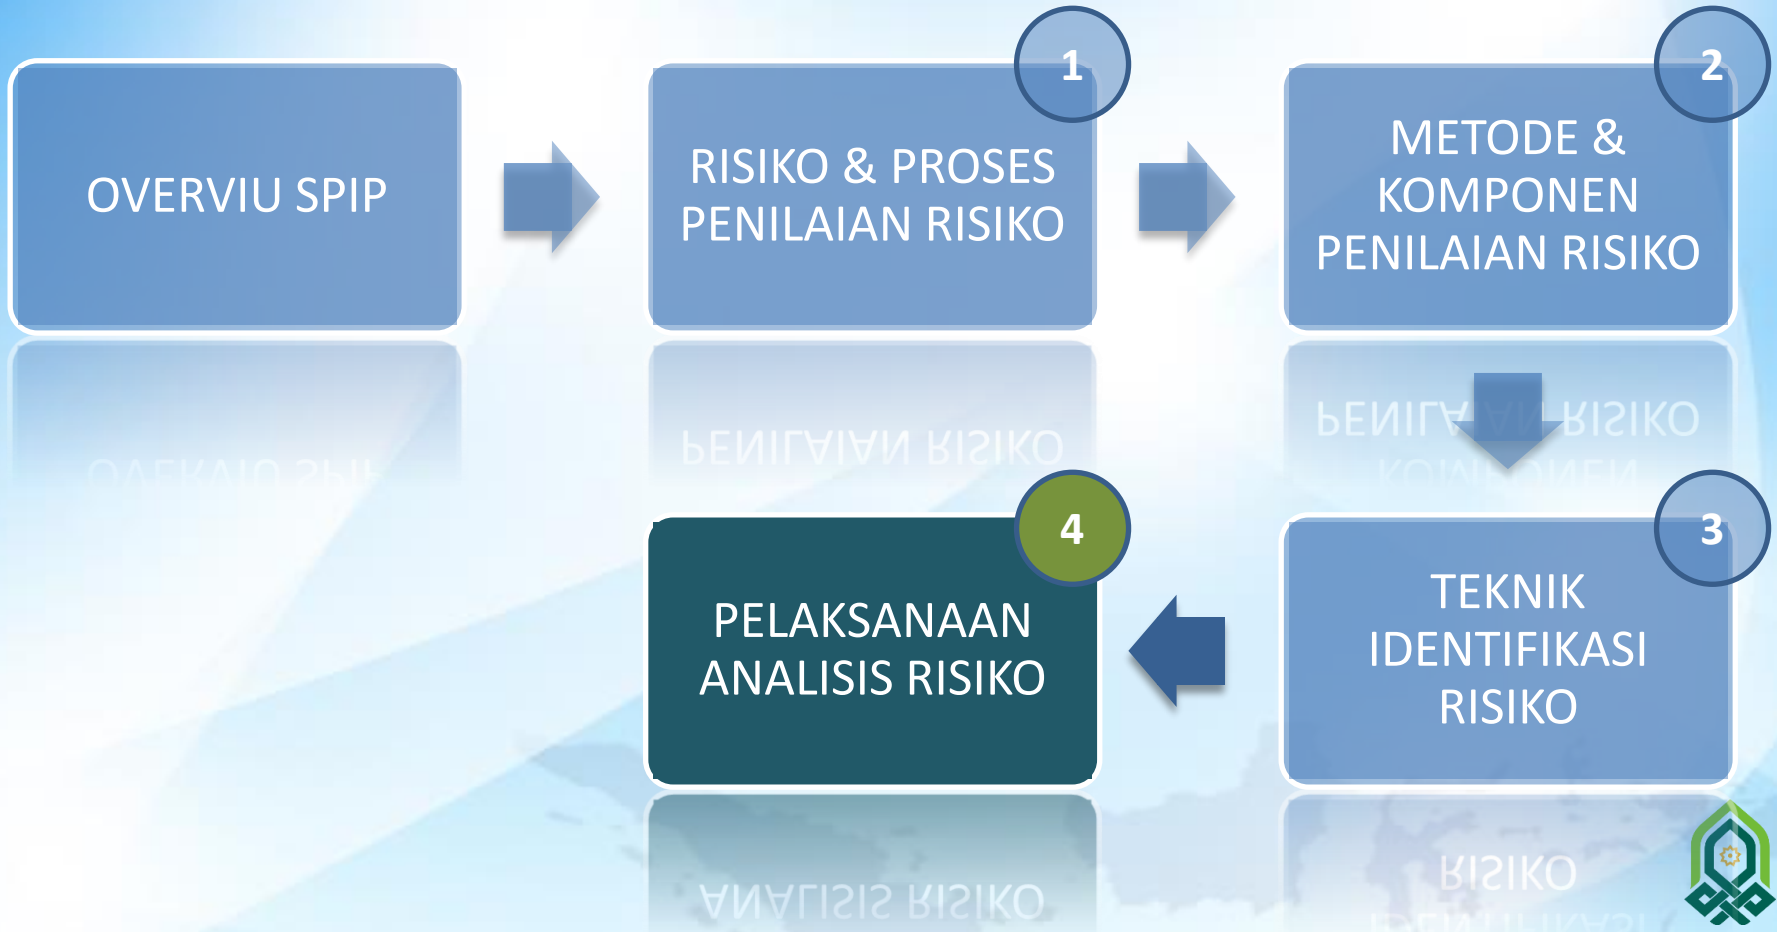 OVERVIU SPIP
1
RISIKO & PROSES
PENILAIAN RISIKO
2
METODE &
KOMPONEN
PENILAIAN RISIKO
3
TEKNIK
IDENTIFIKASI
RISIKO
4
PELAKSANAAN
ANALISIS RISIKO